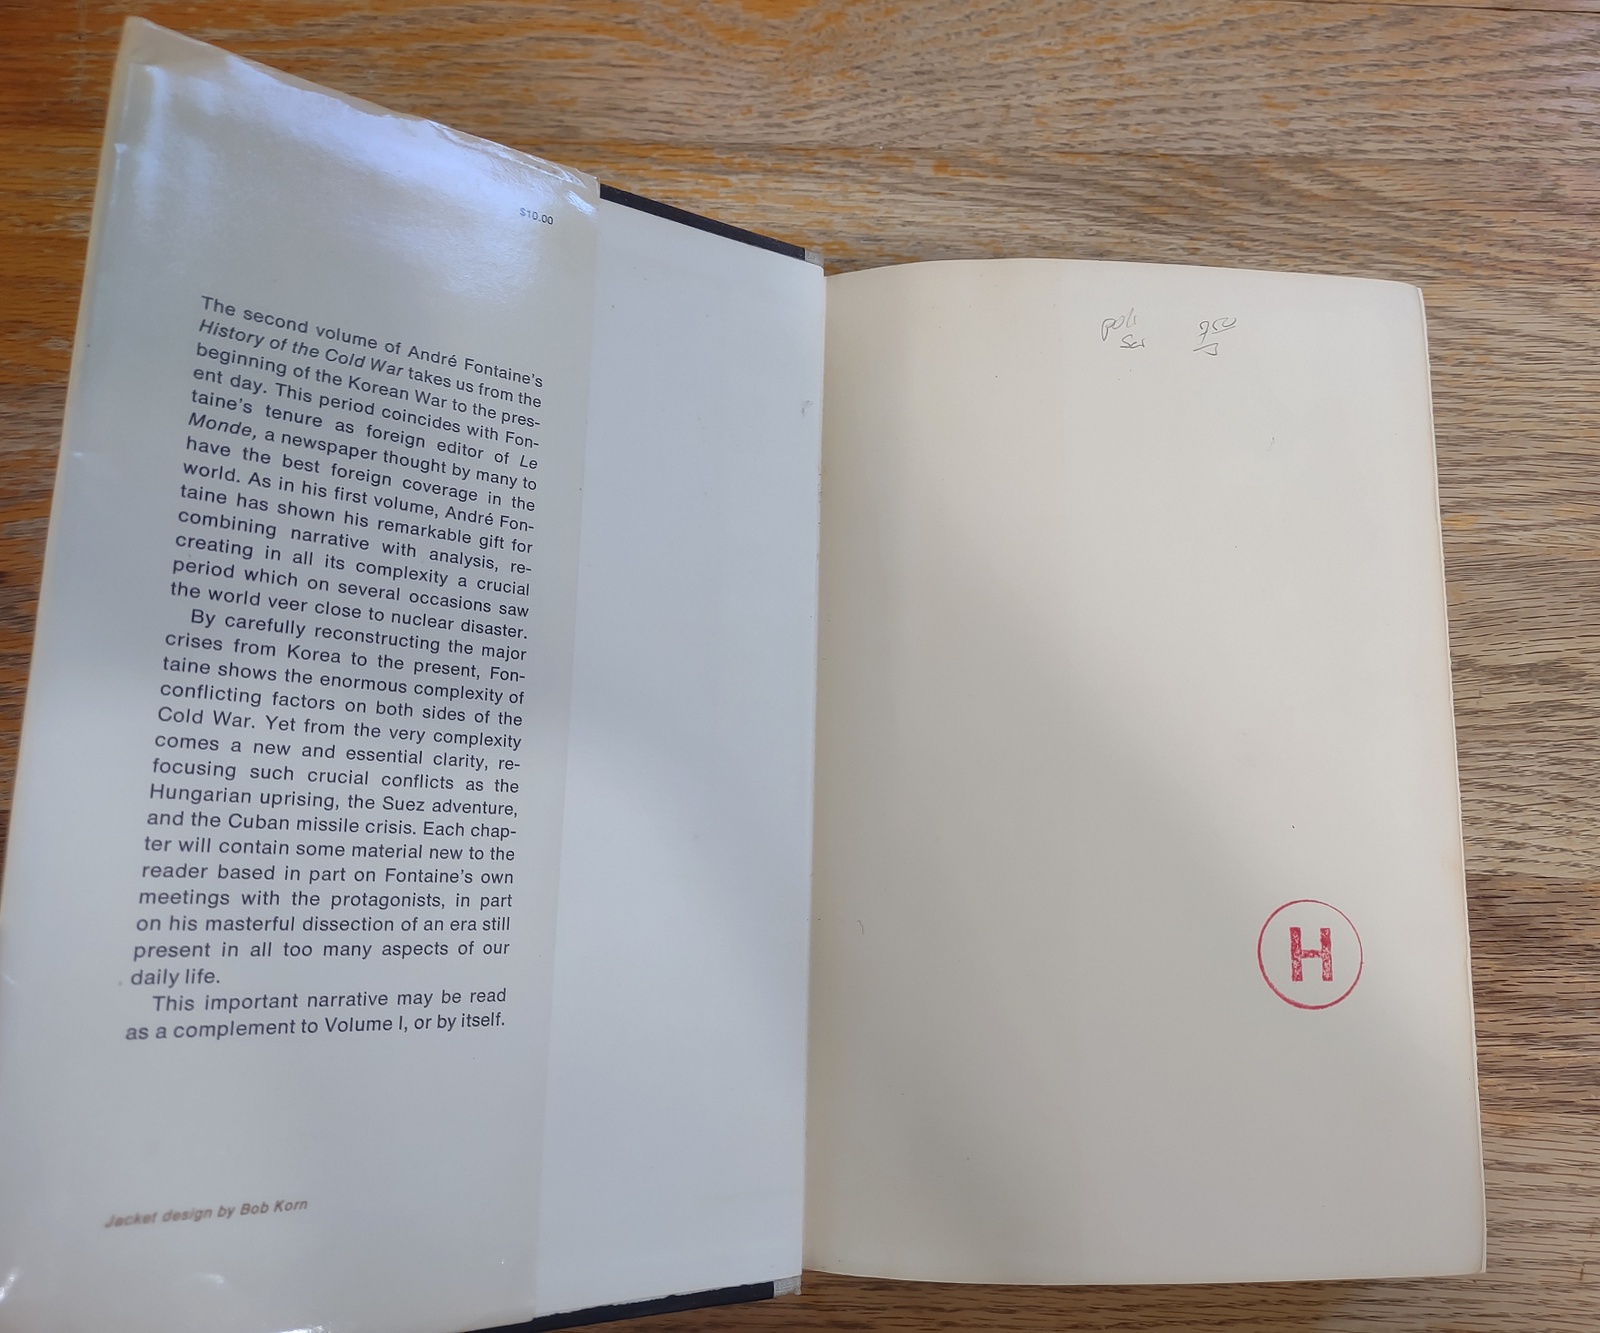 $10.00
The second volume of André Fontaine's
History of the Cold War takes us from the
beginning of the Korean War to the pres-
ent day. This period coincides with Fon-
taine's tenure as foreign editor of Le
Monde, a newspaper thought by many to
have the best foreign coverage in the
world. As in his first volume, André Fon-
taine has shown his remarkable gift for
combining narrative with analysis, re-
creating in all its complexity a crucial
period which on several occasions saw
the world veer close to nuclear disaster.
By carefully reconstructing the major
crises from Korea to the present, Fon-
taine shows the enormous complexity of
conflicting factors on both sides of the
Cold War. Yet from the very complexity
comes a new and essential clarity, re-
focusing such crucial conflicts as the
Hungarian uprising, the Suez adventure,
and the Cuban missile crisis. Each chap-
ter will contain some material new to the
reader based in part on Fontaine's own
meetings with the protagonists, in part
on his masterful dissection of an era still
present in all too many aspects of our
daily life.
This important narrative may be read
as a complement to Volume I, or by itself.
Jacket design by Bob Korn
H